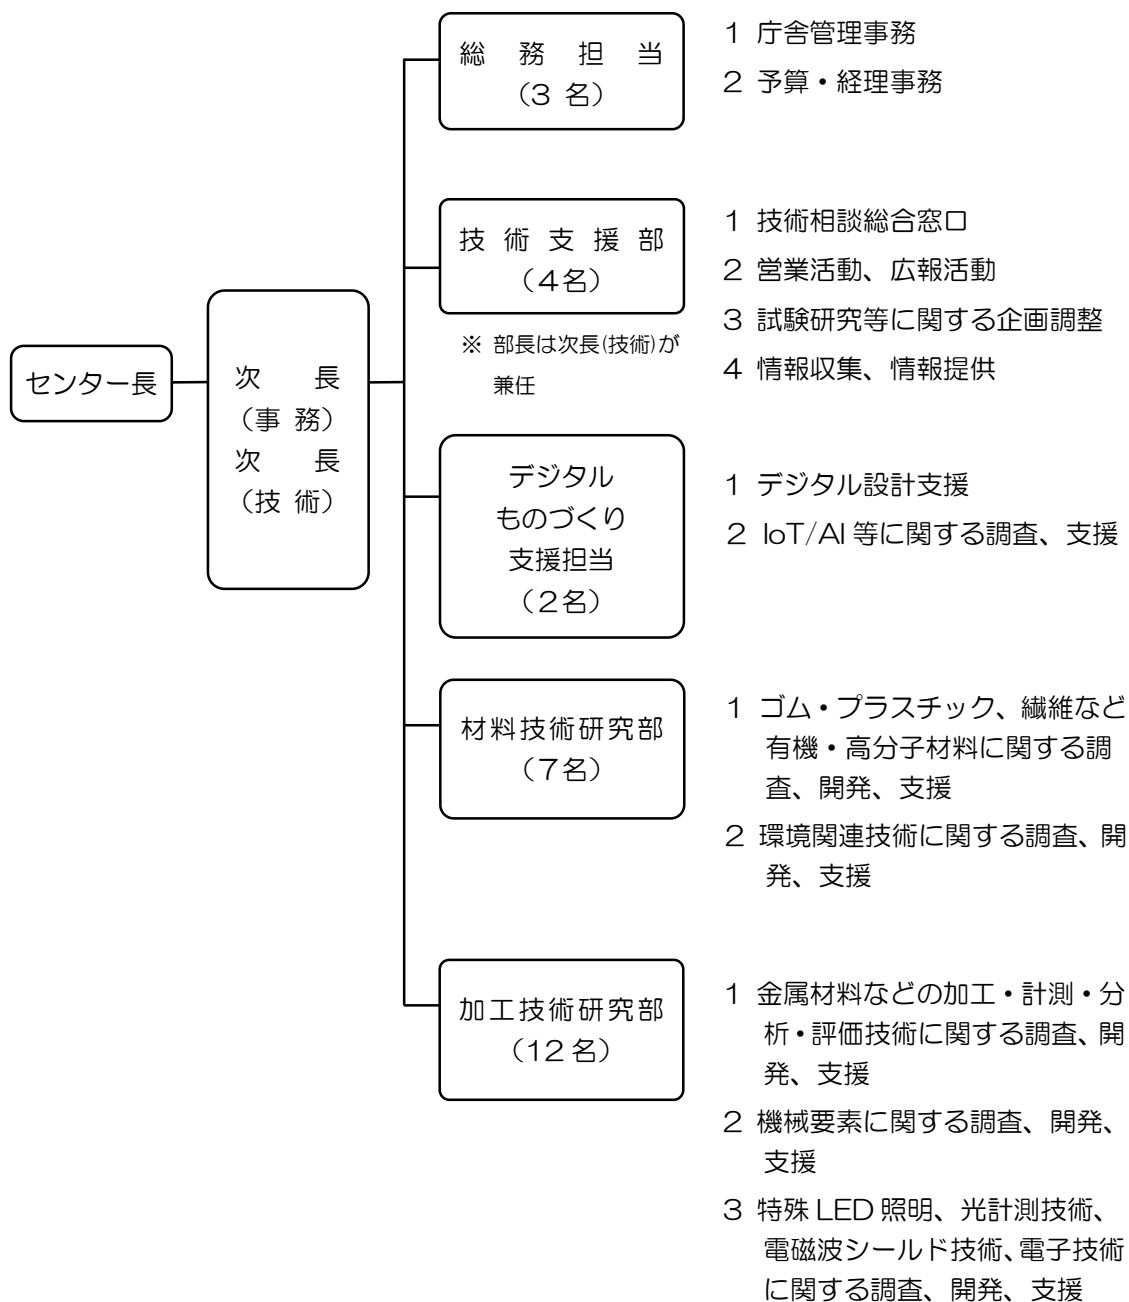 センター長
次 長
（事 務）
次 長
（技 術）
総 務 担 当
（3 名）
1 庁舎管理事務
2 予算・経理事務
技 術 支 援 部
（4名）
※ 部長は次長(技術)が
兼任
1 技術相談総合窓口
2 営業活動、広報活動
3 試験研究等に関する企画調整
4 情報収集、情報提供
デジタル
ものづくり
支援担当
（2名）
1 デジタル設計支援
2 IoT/AI 等に関する調査、支援
材料技術研究部
（7名）
1 ゴム・プラスチック、繊維など
有機・高分子材料に関する調
査、開発、支援
2 環境関連技術に関する調査、開
発、支援
加工技術研究部
（12 名）
1 金属材料などの加工・計測・分
析・評価技術に関する調査、開
発、支援
2 機械要素に関する調査、開発、
支援
3 特殊 LED 照明、光計測技術、
電磁波シールド技術、電子技術
に関する調査、開発、支援